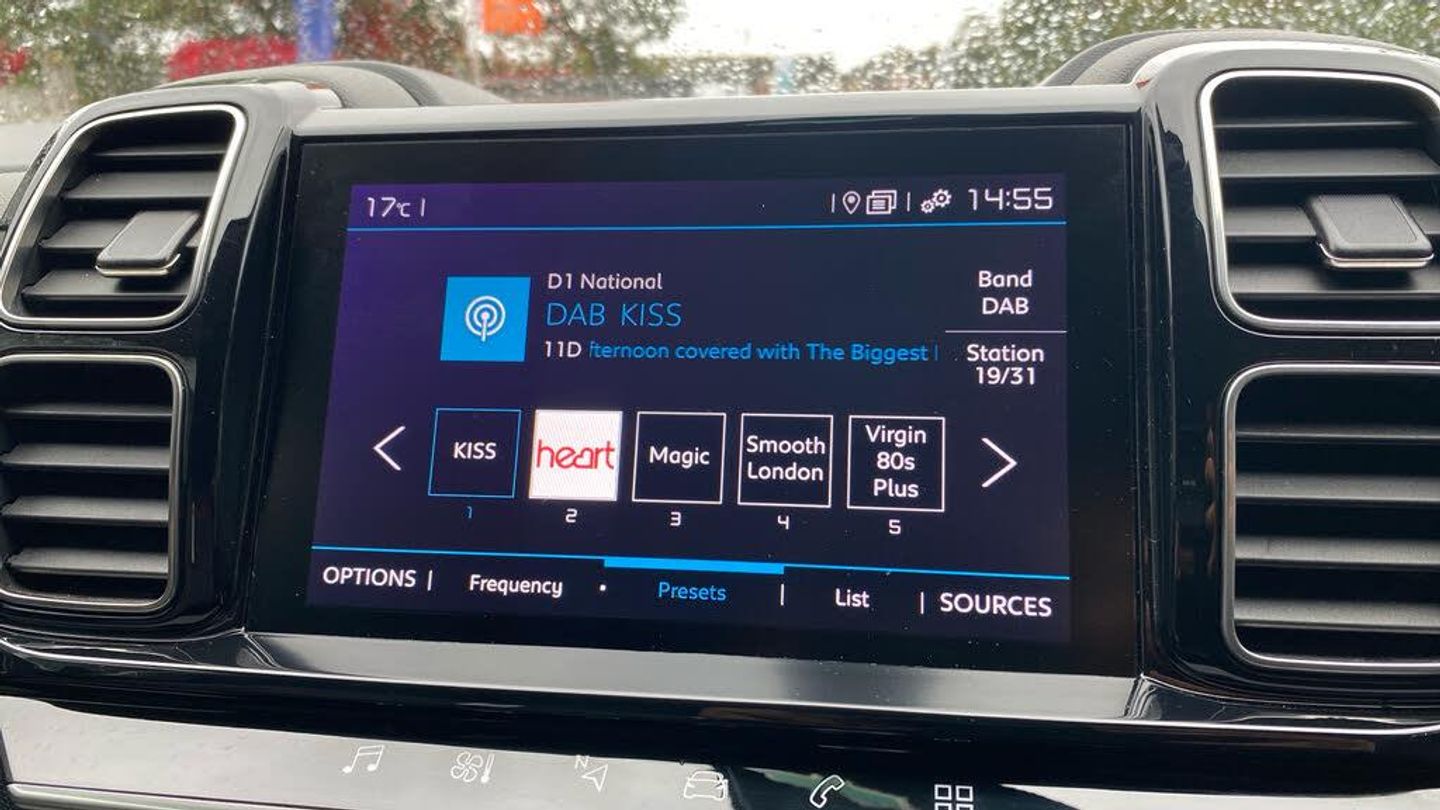 17°C
14:55
D1 National
DAB KISS
11D fternoon covered with The Biggest
Band
DAB
Station
19/31
KISS
heart
Magic
Smooth
London
Virgin
80s
Plus
1
2
3
4
5
OPTIONS
Frequency
Presets
List
SOURCES
N